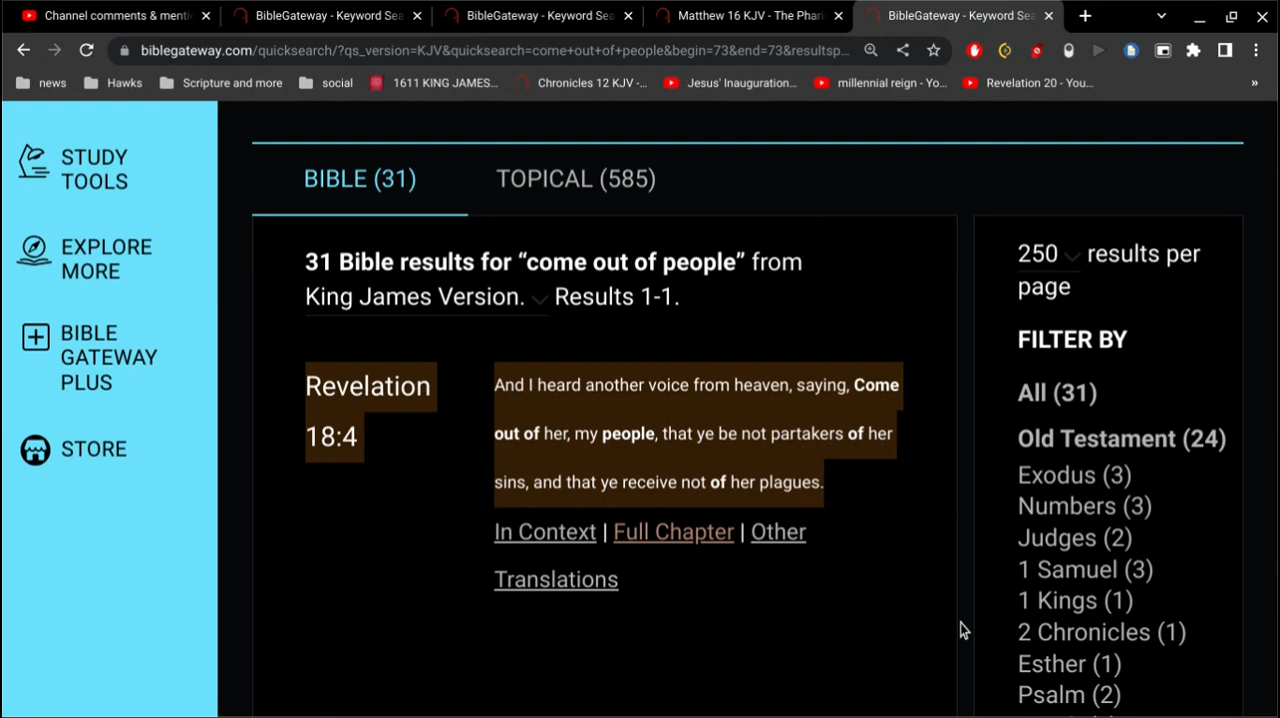 Channel comments & menti
BibleGateway - Keyword Sea
BibleGateway - Keyword Sea
Matthew 16 KJV - The Phari
BibleGateway - Keyword Sea
biblegateway.com/quicksearch/?qs_version=KJV&quicksearch=come+out+of+people&begin=73&end=73&resultsp...
news
Hawks
Scripture and more
social
1611 KING JAMES...
Chronicles 12 KJV -...
Jesus' Inauguration...
millennial reign - Yo...
Revelation 20 - You...
»
STUDY
TOOLS
EXPLORE
MORE
BIBLE
GATEWAY
PLUS
STORE
BIBLE (31)
TOPICAL (585)
31 Bible results for “come out of people” from
King James Version. Results 1-1.
Revelation
18:4
And I heard another voice from heaven, saying, Come
out of her, my people, that ye be not partakers of her
sins, and that ye receive not of her plagues.
In Context | Full Chapter | Other
Translations
250 results per
page
FILTER BY
All (31)
Old Testament (24)
Exodus (3)
Numbers (3)
Judges (2)
1 Samuel (3)
1 Kings (1)
2 Chronicles (1)
Esther (1)
Psalm (2)